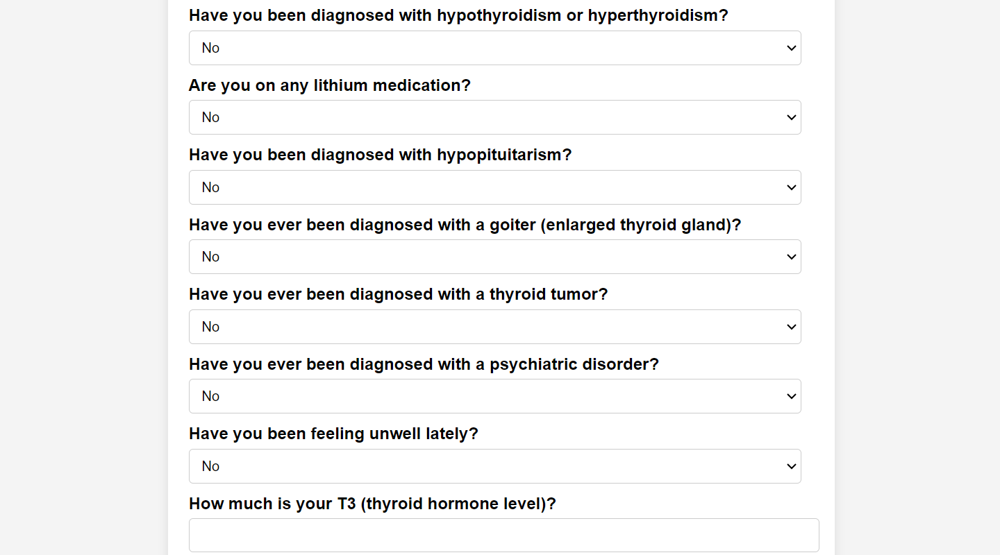 Have you been diagnosed with hypothyroidism or hyperthyroidism?
No
Are you on any lithium medication?
No
Have you been diagnosed with hypopituitarism?
No
Have you ever been diagnosed with a goiter (enlarged thyroid gland)?
No
Have you ever been diagnosed with a thyroid tumor?
No
Have you ever been diagnosed with a psychiatric disorder?
No
Have you been feeling unwell lately?
No
How much is your T3 (thyroid hormone level)?